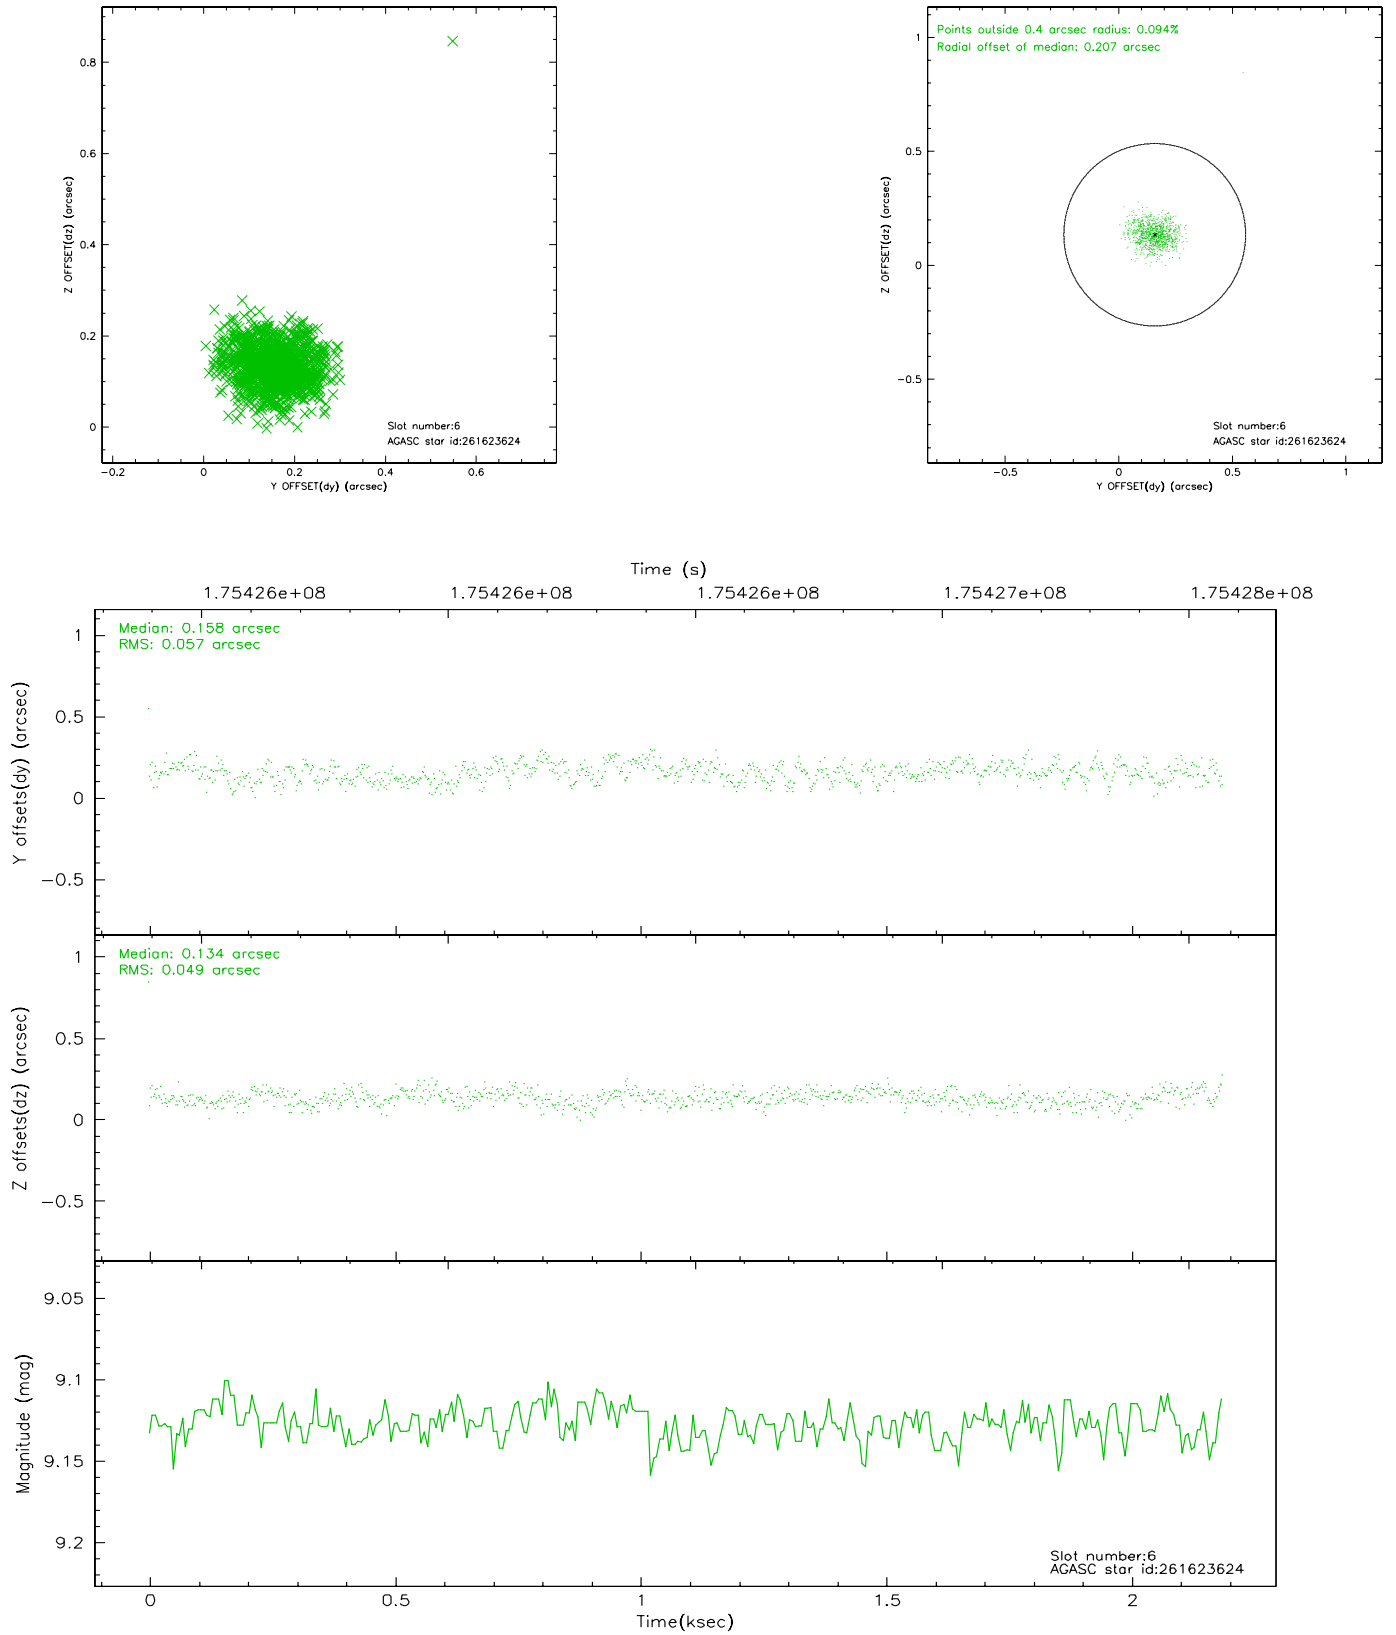 0.8
0.6
0.4
0.2
0
Z OFFSET(dz) (arcsec)
Slot number:6
AGASC star id:261623624
−0.2 0 0.2 0.4 0.6
Y OFFSET(dy) (arcsec)
Points outside 0.4 arcsec radius: 0.094%
Radial offset of median: 0.207 arcsec
1
0.5
0
−0.5
Z OFFSET(dz) (arcsec)
Slot number:6
AGASC star id:261623624
−0.5 0 0.5 1
Y OFFSET(dy) (arcsec)
Time (s)
1.75426e+08 1.75426e+08 1.75426e+08 1.75427e+08 1.75428e+08
Median: 0.158 arcsec
RMS: 0.057 arcsec
1
0.5
0
−0.5
Y offsets(dy) (arcsec)
Median: 0.134 arcsec
RMS: 0.049 arcsec
1
0.5
0
−0.5
Z offsets(dz) (arcsec)
9.05
9.1
9.15
9.2
Magnitude (mag)
Slot number:6
AGASC star id:261623624
0 0.5 1 1.5 2
Time(ksec)